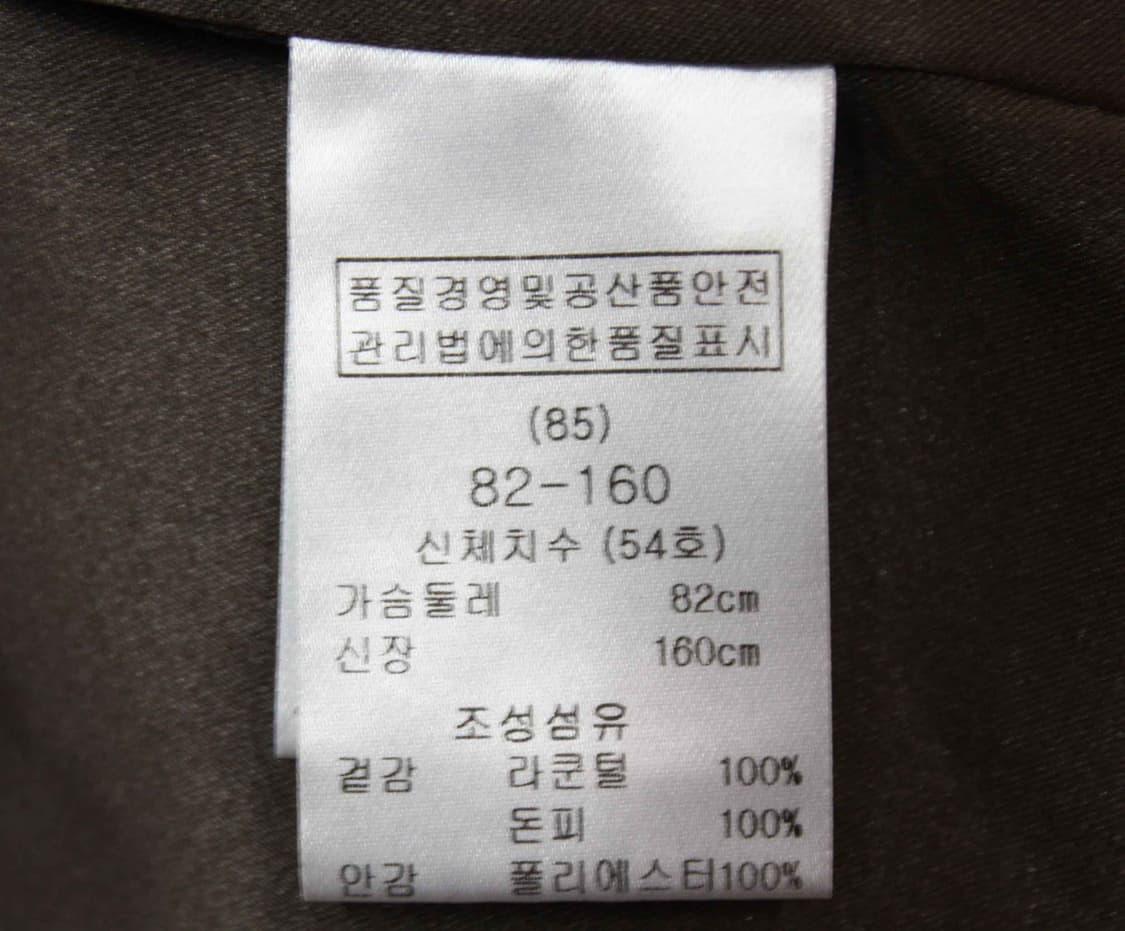 품질경영및공산품안전
관리법에의한품질표시
(85)
82-160
신체치수 (54호)
가슴둘레 82cm
신장 160cm
조성섬유
겉감 라쿤털 100%
돈피 100%
안감 폴리에스터100%